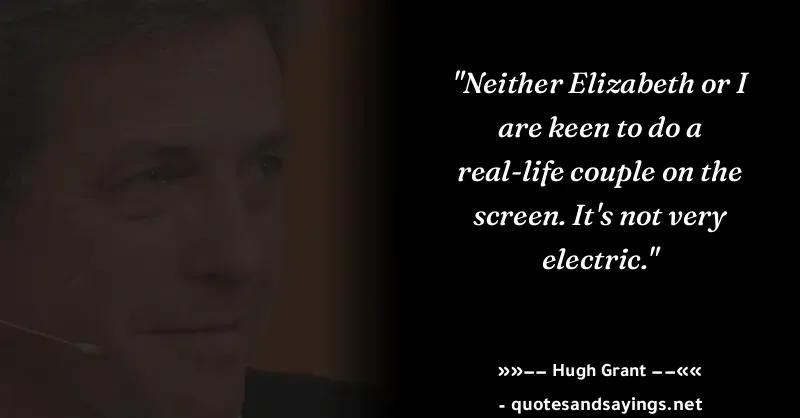 "Neither Elizabeth or I
are keen to do a
real-life couple on the
screen. It's not very
electric."
»»−− Hugh Grant −−««
- quotesandsayings.net